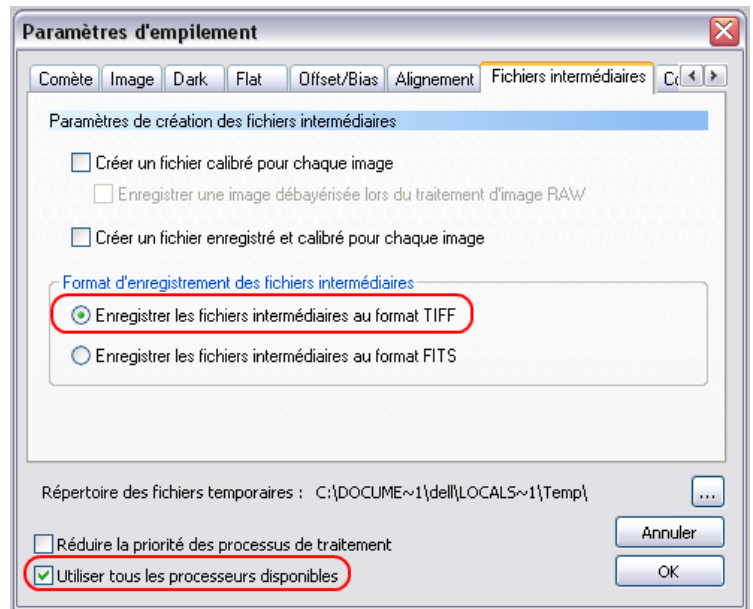 Paramètres d'empilement
Comète Image Dark Flat Offset/Bias Alignement Fichiers intermédiaires
Paramètres de création des fichiers intermédiaires
Créer un fichier calibré pour chaque image
Enregistrer une image débayérisée lors du traitement d'image RAW
Créer un fichier enregistré et calibré pour chaque image
Format d'enregistrement des fichiers intermédiaires
Enregistrer les fichiers intermédiaires au format TIFF
Enregistrer les fichiers intermédiaires au format FITS
Répertoire des fichiers temporaires : C:\DOCUME~1\dell\LOCALS~1\Temp\ ...
Réduire la priorité des processus de traitement
Annuler
Utiliser tous les processeurs disponibles
OK